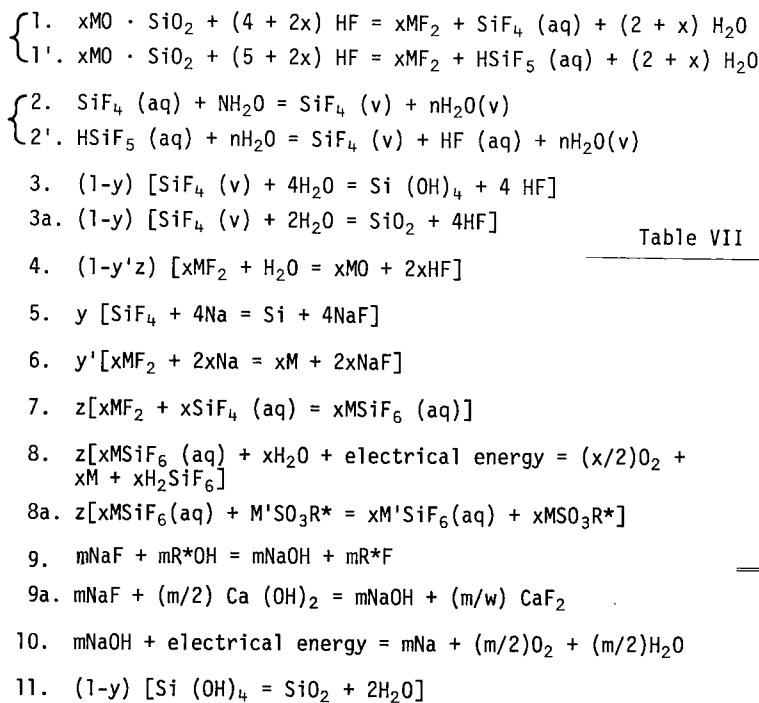 1. xMO · SiO₂ + (4 + 2x) HF = xMF₂ + SiF₄ (aq) + (2 + x) H₂O
1'. xMO · SiO₂ + (5 + 2x) HF = xMF₂ + HSiF₅ (aq) + (2 + x) H₂O
2. SiF₄ (aq) + NH₂O = SiF₄ (v) + nH₂O(v)
2'. HSiF₅ (aq) + nH₂O = SiF₄ (v) + HF (aq) + nH₂O(v)
3. (1-y) [SiF₄ (v) + 4H₂O = Si (OH)₄ + 4 HF]
3a. (1-y) [SiF₄ (v) + 2H₂O = SiO₂ + 4HF]
Table VII
4. (1-y'z) [xMF₂ + H₂O = xMO + 2xHF]
5. y [SiF₄ + 4Na = Si + 4NaF]
6. y'[xMF₂ + 2xNa = xM + 2xNaF]
7. z[xMF₂ + xSiF₄ (aq) = xMSiF₆ (aq)]
8. z[xMSiF₆ (aq) + xH₂O + electrical energy = (x/2)O₂ +
xM + xH₂SiF₆]
8a. z[xMSiF₆(aq) + M'SO₃R* = xM'SiF₆(aq) + xMSO₃R*]
9. mNaF + mR*OH = mNaOH + mR*F
9a. mNaF + (m/2) Ca (OH)₂ = mNaOH + (m/w) CaF₂
10. mNaOH + electrical energy = mNa + (m/2)O₂ + (m/2)H₂O
11. (1-y) [Si (OH)₄ = SiO₂ + 2H₂O]